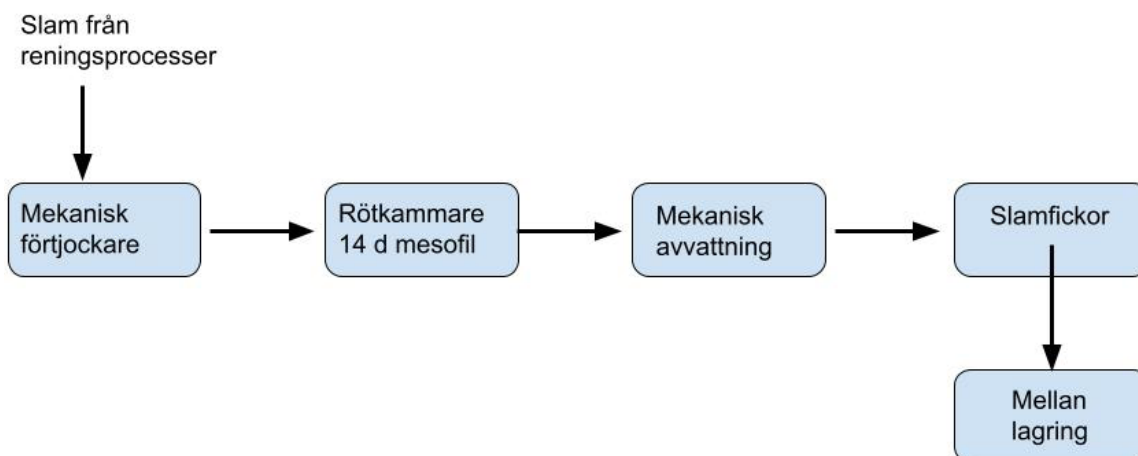 Slam från
reningsprocesser
Mekanisk
förtjockare
Rötkammare
14 d mesofil
Mekanisk
avvattning
Slamfickor
Mellan
lagring